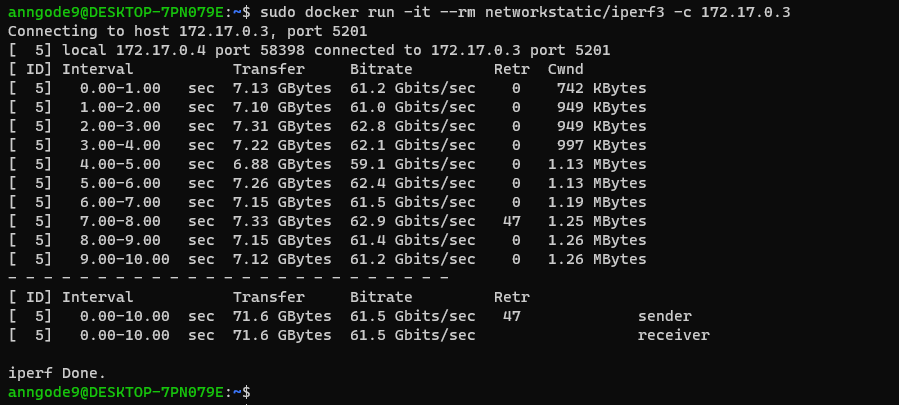 anngode9@DESKTOP-7PN079E:~$ sudo docker run -it --rm networkstatic/iperf3 -c 172.17.0.3
Connecting to host 172.17.0.3, port 5201
[  5] local 172.17.0.4 port 58398 connected to 172.17.0.3 port 5201
[ ID] Interval           Transfer     Bitrate         Retr  Cwnd
[  5]   0.00-1.00   sec  7.13 GBytes  61.2 Gbits/sec    0    742 KBytes
[  5]   1.00-2.00   sec  7.10 GBytes  61.0 Gbits/sec    0    949 KBytes
[  5]   2.00-3.00   sec  7.31 GBytes  62.8 Gbits/sec    0    949 KBytes
[  5]   3.00-4.00   sec  7.22 GBytes  62.1 Gbits/sec    0    997 KBytes
[  5]   4.00-5.00   sec  6.88 GBytes  59.1 Gbits/sec    0   1.13 MBytes
[  5]   5.00-6.00   sec  7.26 GBytes  62.4 Gbits/sec    0   1.13 MBytes
[  5]   6.00-7.00   sec  7.15 GBytes  61.5 Gbits/sec    0   1.19 MBytes
[  5]   7.00-8.00   sec  7.33 GBytes  62.9 Gbits/sec   47   1.25 MBytes
[  5]   8.00-9.00   sec  7.15 GBytes  61.4 Gbits/sec    0   1.26 MBytes
[  5]   9.00-10.00  sec  7.12 GBytes  61.2 Gbits/sec    0   1.26 MBytes
- - - - - - - - - - - - - - - - - - - - - - - - -
[ ID] Interval           Transfer     Bitrate         Retr
[  5]   0.00-10.00  sec  71.6 GBytes  61.5 Gbits/sec   47             sender
[  5]   0.00-10.00  sec  71.6 GBytes  61.5 Gbits/sec                  receiver
iperf Done.
anngode9@DESKTOP-7PN079E:~$